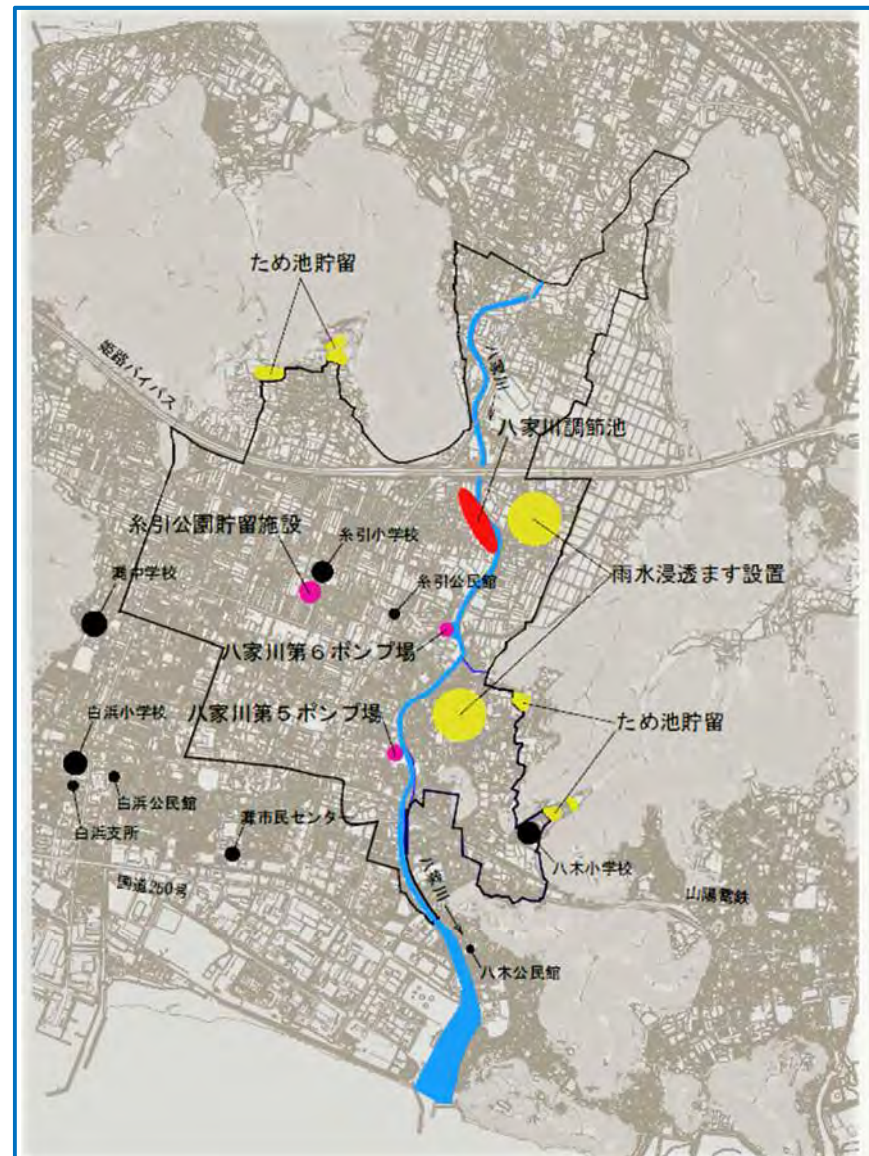 ため池貯留
姫路バイパス
八家川
八家川調節池
糸引公園貯留施設
糸引小学校
灘中学校
糸引公民館
雨水浸透ます設置
八家川第６ポンプ場
八家川第５ポンプ場
ため池貯留
白浜小学校
白浜公民館
白浜支所
灘市民センター
八木小学校
国道250号
八家川
山陽電鉄
八木公民館